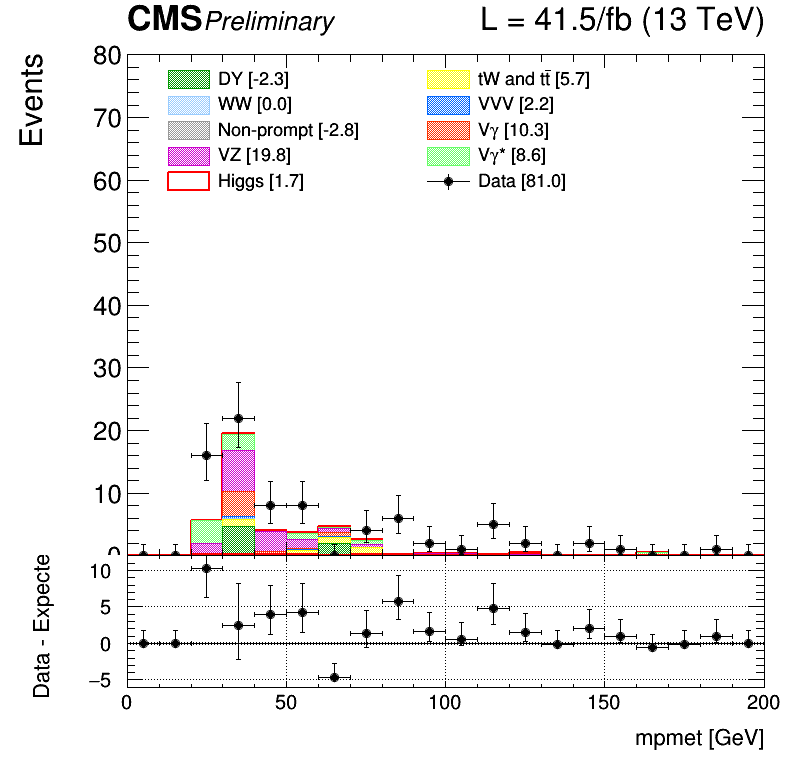 CMS Preliminary L = 41.5/fb (13 TeV)
Events
80
70
60
50
40
30
20
10
0
DY [-2.3]
WW [0.0]
Non-prompt [-2.8]
VZ [19.8]
Higgs [1.7]
tW and tt̄ [5.7]
VVV [2.2]
Vγ [10.3]
Vγ* [8.6]
Data [81.0]
Data - Expecte
10
5
0
−5
0 50 100 150 200
mpmet [GeV]